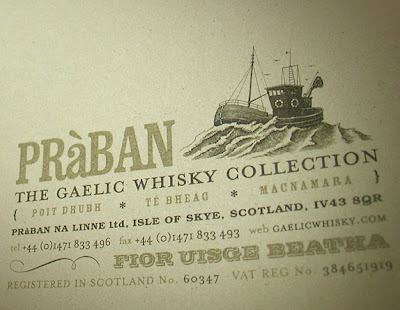 PRàBAN
THE GAELIC WHISKY COLLECTION
{ POIT DHUBH * TÉ BHEAG * MACNAMARA }
PRàBAN NA LINNE ltd, ISLE OF SKYE, SCOTLAND, IV43 8QR
tel +44 (0)1471 833 496 fax +44 (0)1471 833 493 web GAELICWHISKY.COM
FIOR UISGE BEATHA
REGISTERED IN SCOTLAND No. 60347 VAT REG No. 384651919